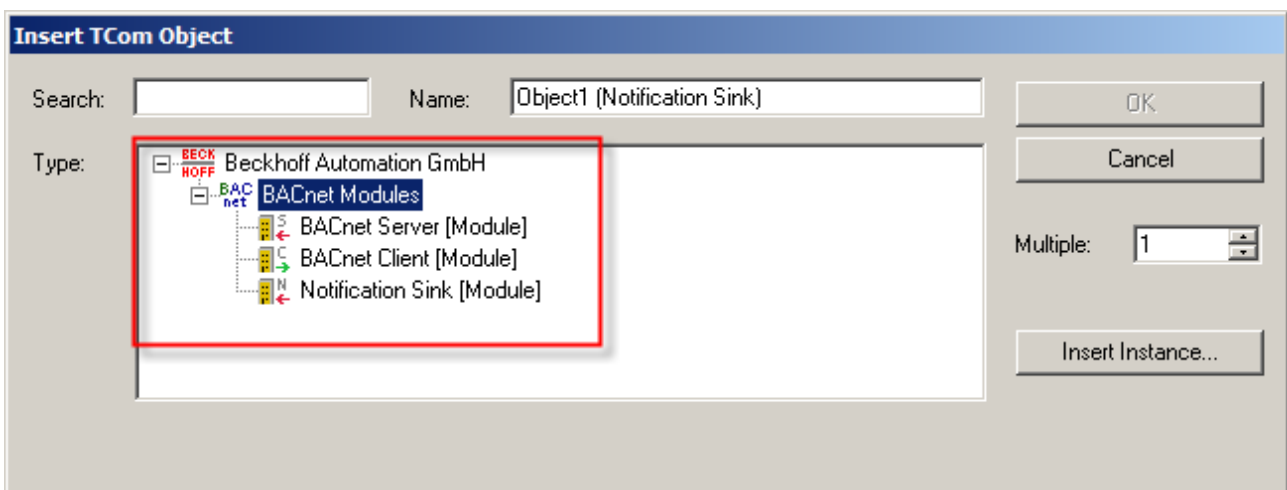 Insert TCom Object
Search: Name: Object1 (Notification Sink) OK
Type: BECK HOFF Beckhoff Automation GmbH Cancel
BAC net BACnet Modules
S BACnet Server [Module] Multiple: 1
C BACnet Client [Module]
N Notification Sink [Module]
Insert Instance...